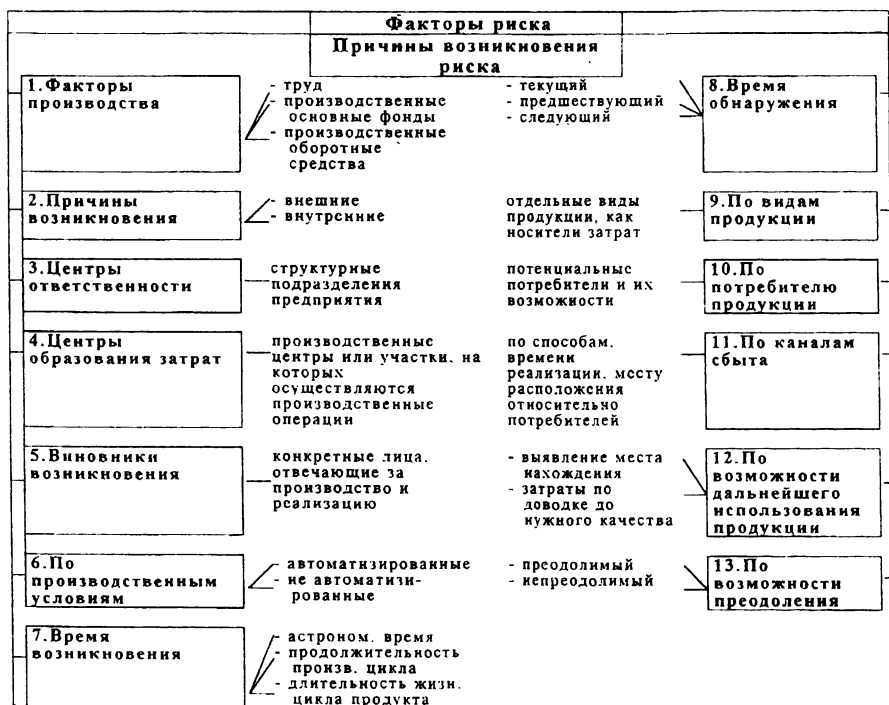 Факторы риска
Причины возникновения
риска
1.Факторы
производства
- труд
- производственные
основные фонды
- производственные
оборотные
средства
- текущий
- предшествующий
- следующий
8.Время
обнаружения
2.Причины
возникновения
- внешние
- внутренние
отдельные виды
продукции, как
носители затрат
9.По видам
продукции
3.Центры
ответственности
структурные
подразделения
предприятия
потенциальные
потребители и их
возможности
10.По
потребителю
продукции
4.Центры
образования затрат
производственные
центры или участки, на
которых
осуществляются
производственные
операции
по способам,
времени
реализации, месту
расположения
относительно
потребителей
11.По каналам
сбыта
5.Виновники
возникновения
конкретные лица,
отвечающие за
производство и
реализацию
- выявление места
нахождения
- затраты по
доводке до
нужного качества
12.По
возможности
дальнейшего
использования
продукции
6.По
производственным
условиям
- автоматизированные
- не автоматизи-
рованные
- преодолимый
- непреодолимый
13.По
возможности
преодоления
7.Время
возникновения
- астроном. время
- продолжительность
произв. цикла
- длительность жизн.
цикла продукта